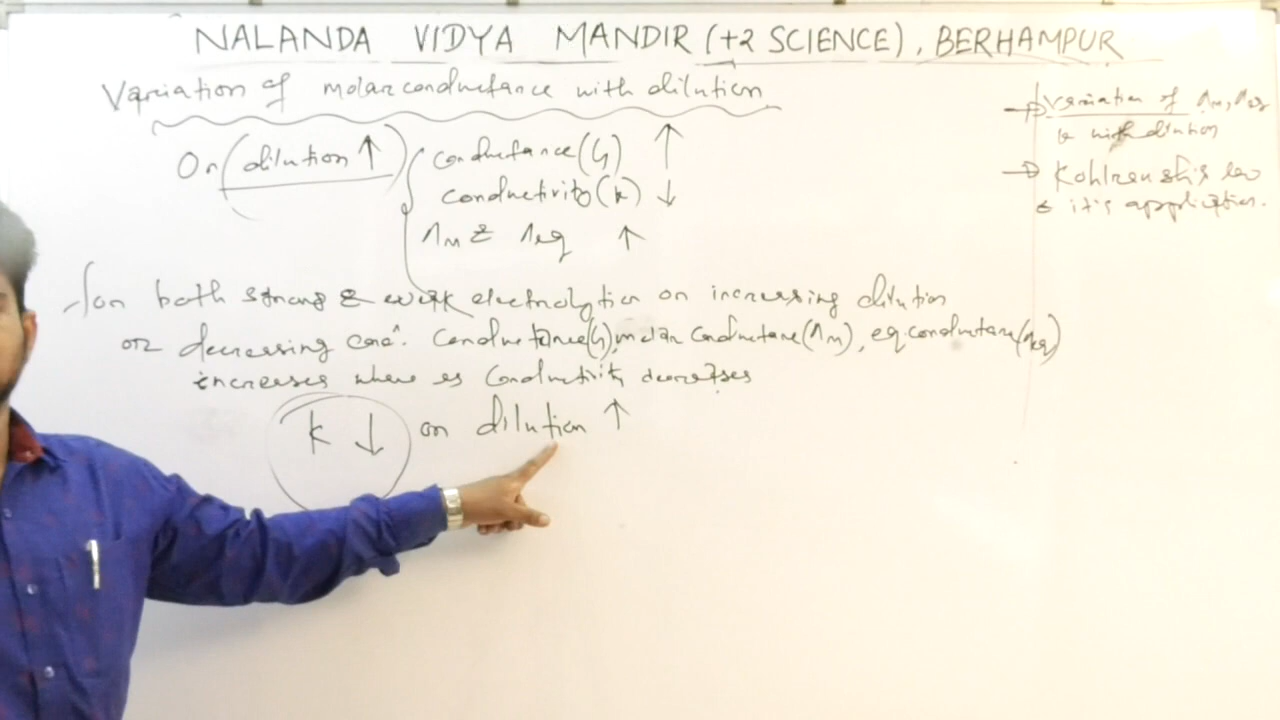 NALANDA VIDYA MANDIR (+2 SCIENCE), BERHAMPUR
Variation of molar conductance with dilution
On dilution ↑
conductance(G) ↑
conductivity(k) ↓
Λm & Λeq ↑
for both strong & weak electrolytes on increasing dilution
or decreasing conc. Conductance(G), molar conductance(Λm), eq. conductance(Λeq)
increases where as Conductivity decreases
k ↓ on dilution ↑
→ variation of Λm, Λeq
k with dilution
→ Kohlraush's law
& it's application.